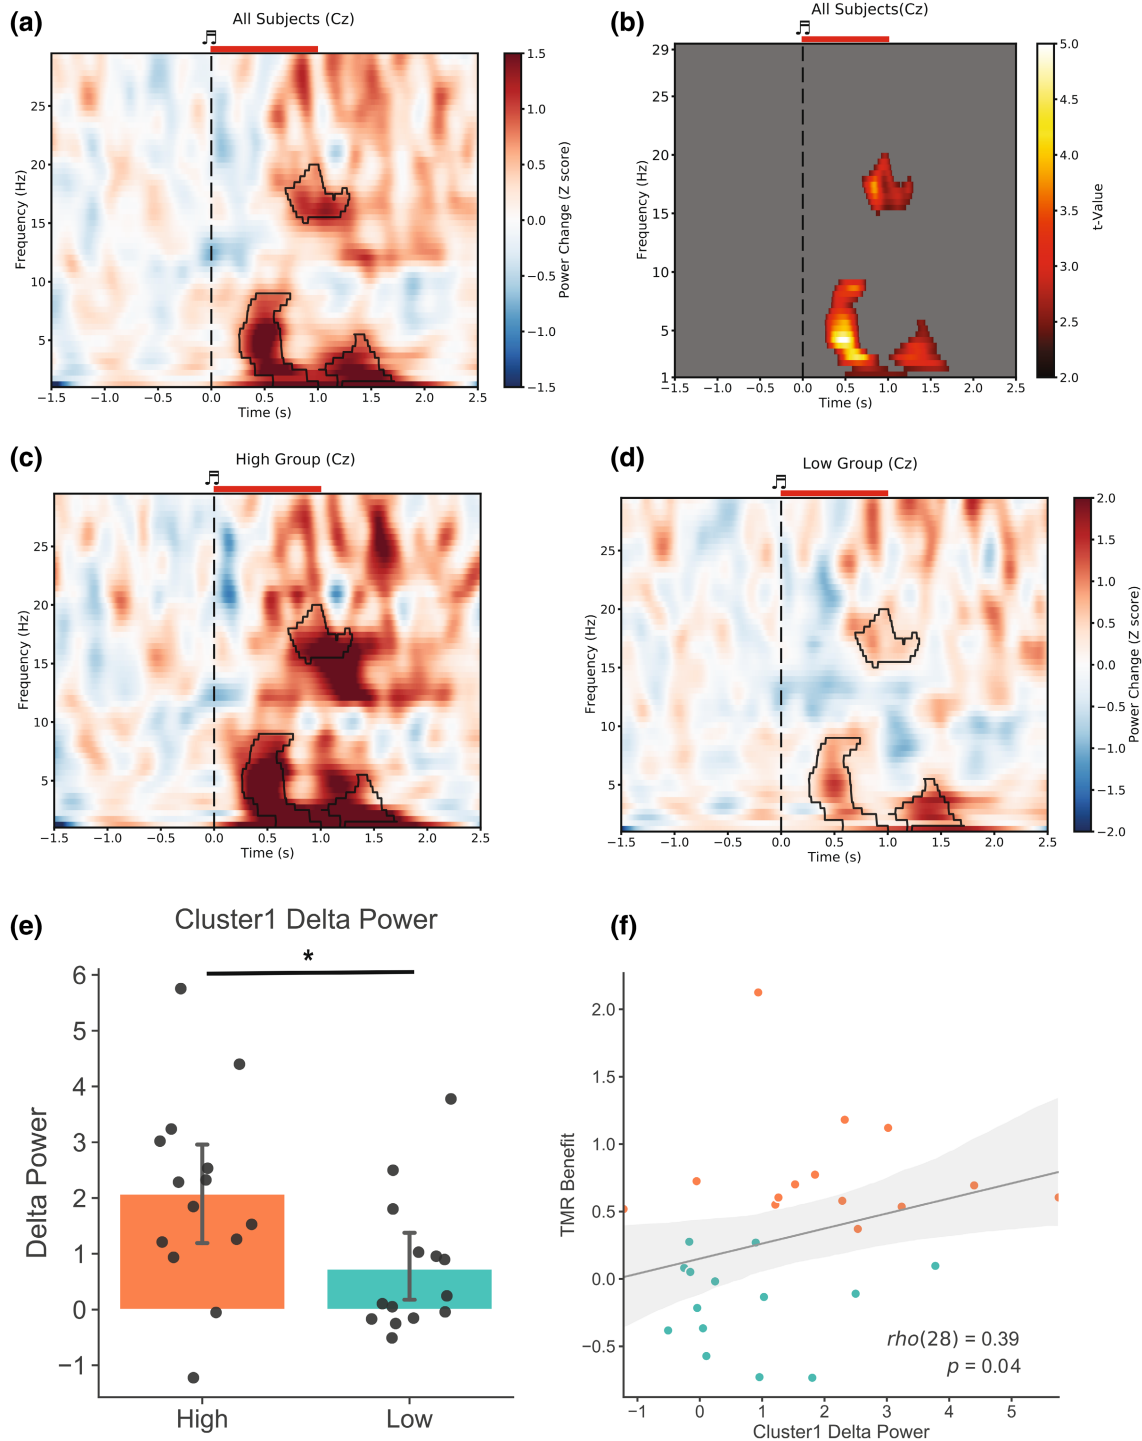 (a)
All Subjects (Cz)
Frequency (Hz)
25
20
15
10
5
−1.5 −1.0 −0.5 0.0 0.5 1.0 1.5 2.0 2.5
Time (s)
1.5
1.0
0.5
0.0
−0.5
−1.0
−1.5
Power Change (Z score)
(b)
All Subjects(Cz)
Frequency (Hz)
29
25
20
15
10
5
1
−1.5 −1.0 −0.5 0.0 0.5 1.0 1.5 2.0 2.5
Time (s)
5.0
4.5
4.0
3.5
3.0
2.5
2.0
t-Value
(c)
High Group (Cz)
Frequency (Hz)
25
20
15
10
5
−1.5 −1.0 −0.5 0.0 0.5 1.0 1.5 2.0 2.5
Time (s)
(d)
Low Group (Cz)
Frequency (Hz)
25
20
15
10
5
−1.5 −1.0 −0.5 0.0 0.5 1.0 1.5 2.0 2.5
Time (s)
2.0
1.5
1.0
0.5
0.0
−0.5
−1.0
−1.5
−2.0
Power Change (Z score)
(e)
Cluster1 Delta Power
*
Delta Power
6
5
4
3
2
1
0
−1
High Low
(f)
TMR Benefit
2.0
1.5
1.0
0.5
0.0
−0.5
rho(28) = 0.39
p = 0.04
−1 0 1 2 3 4 5
Cluster1 Delta Power